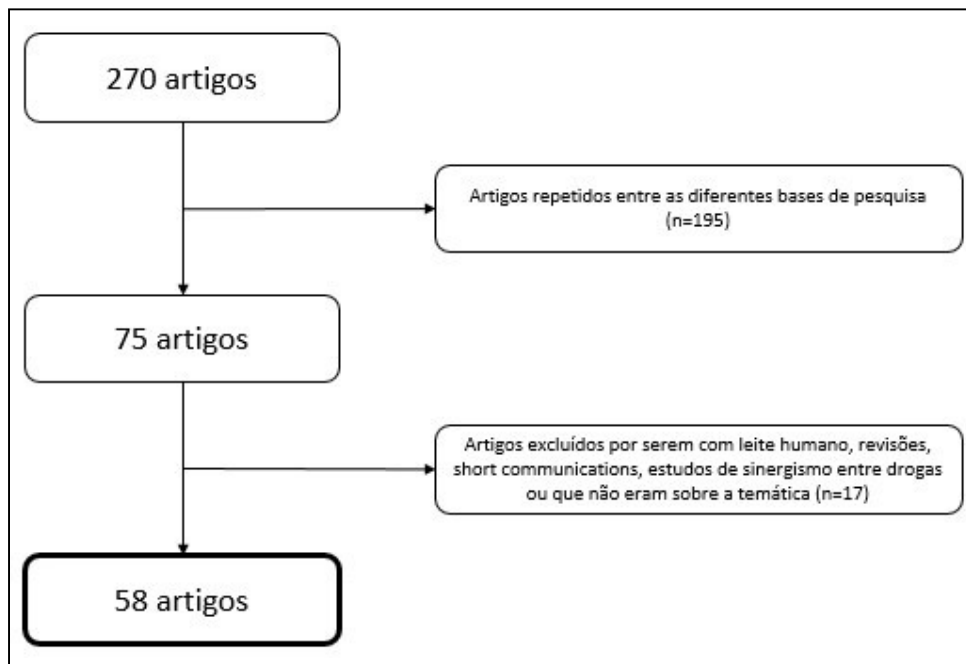 270 artigos
Artigos repetidos entre as diferentes bases de pesquisa
(n=195)
75 artigos
Artigos excluídos por serem com leite humano, revisões,
short communications, estudos de sinergismo entre drogas
ou que não eram sobre a temática (n=17)
58 artigos